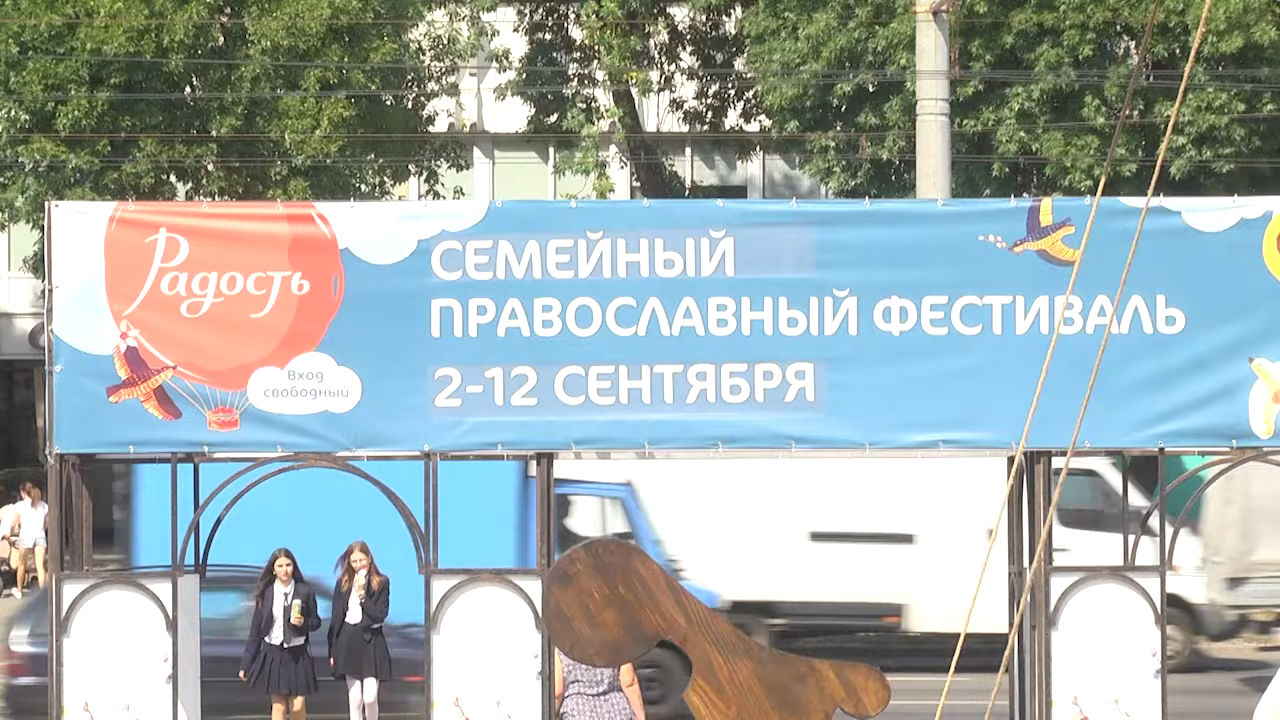 Радость
Вход
свободный
СЕМЕЙНЫЙ
ПРАВОСЛАВНЫЙ ФЕСТИВАЛЬ
2-12 СЕНТЯБРЯ